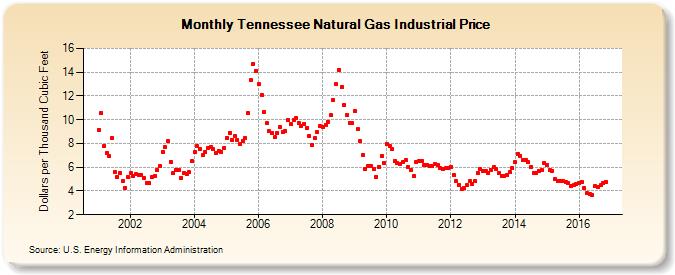 Monthly Tennessee Natural Gas Industrial Price
Dollars per Thousand Cubic Feet
16
14
12
10
8
6
4
2
2002 2004 2006 2008 2010 2012 2014 2016
Source: U.S. Energy Information Administration